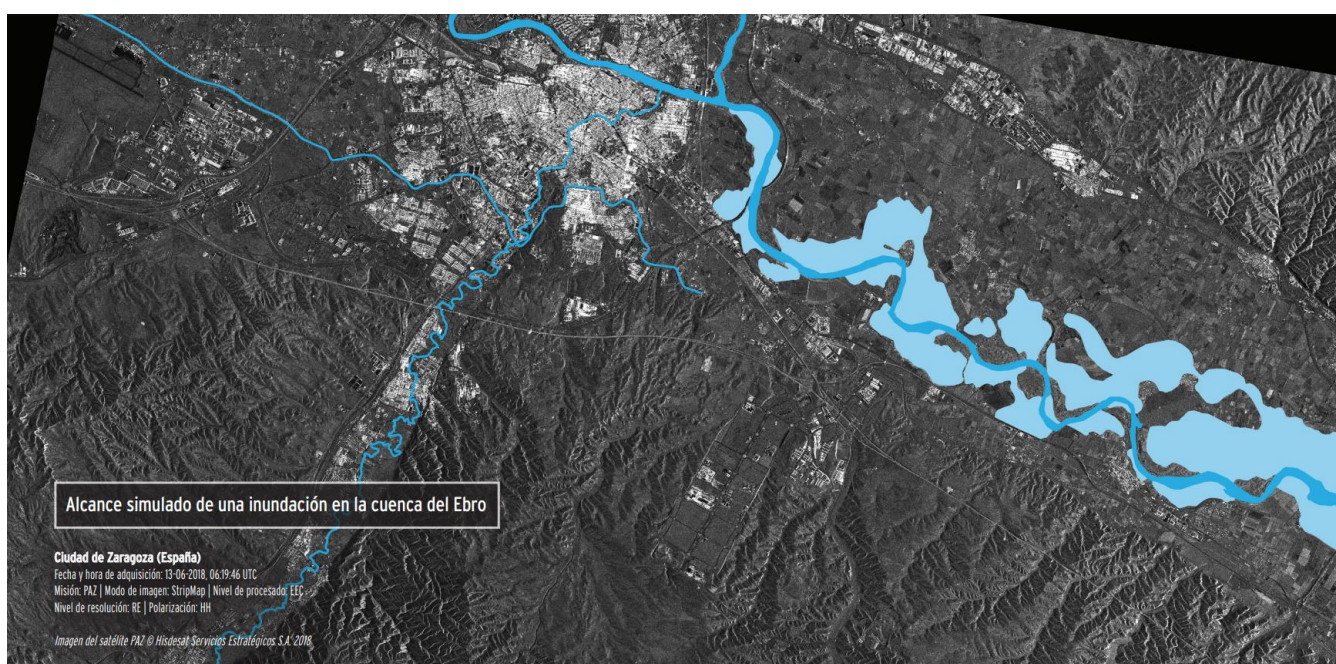 Alcance simulado de una inundación en la cuenca del Ebro
Ciudad de Zaragoza (España)
Fecha y hora de adquisición: 13-06-2018, 06:19:46 UTC
Misión: PAZ | Modo de imagen: StripMap | Nivel de procesado: EEC
Nivel de resolución: RE | Polarización: HH
Imagen del satélite PAZ © Hisdesat Servicios Estratégicos S.A. 2018